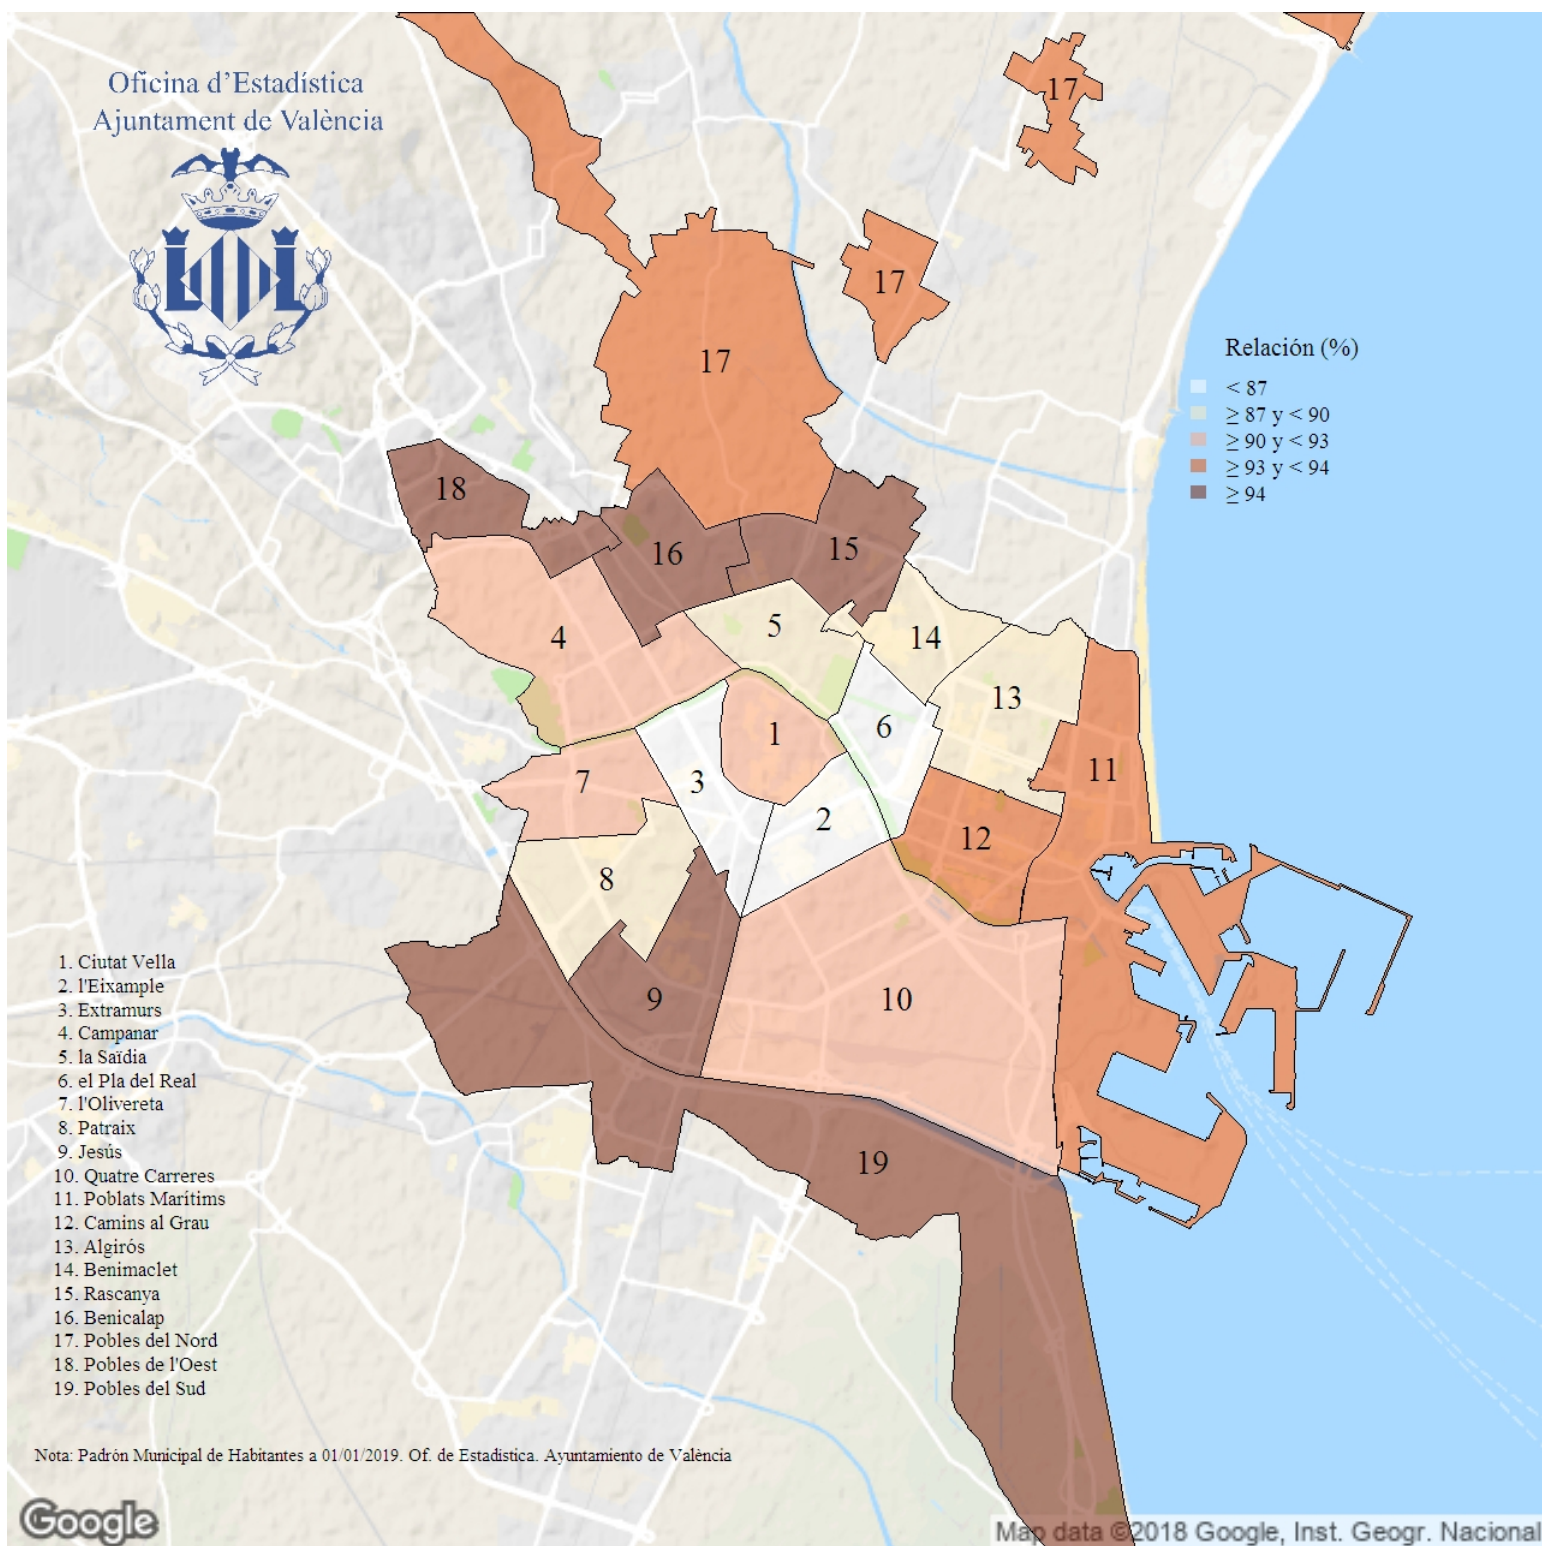 Oficina d'Estadística
Ajuntament de València
17
17
17
Relación (%)
< 87
≥ 87 y < 90
≥ 90 y < 93
≥ 93 y < 94
≥ 94
18
16
15
4
5
14
13
1
6
7
3
11
2
12
8
9
10
19
1. Ciutat Vella
2. l'Eixample
3. Extramurs
4. Campanar
5. la Saïdia
6. el Pla del Real
7. l'Olivereta
8. Patraix
9. Jesús
10. Quatre Carreres
11. Poblats Marítims
12. Camins al Grau
13. Algirós
14. Benimaclet
15. Rascanya
16. Benicalap
17. Pobles del Nord
18. Pobles de l'Oest
19. Pobles del Sud
Nota: Padrón Municipal de Habitantes a 01/01/2019. Of. de Estadística. Ayuntamiento de València
Google
Map data ©2018 Google, Inst. Geogr. Nacional